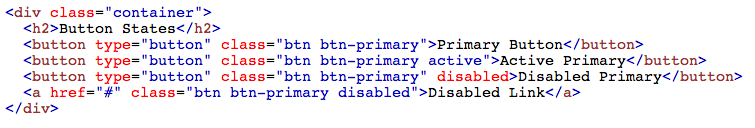 <div class="container">
  <h2>Button States</h2>
  <button type="button" class="btn btn-primary">Primary Button</button>
  <button type="button" class="btn btn-primary active">Active Primary</button>
  <button type="button" class="btn btn-primary" disabled>Disabled Primary</button>
  <a href="#" class="btn btn-primary disabled">Disabled Link</a>
</div>